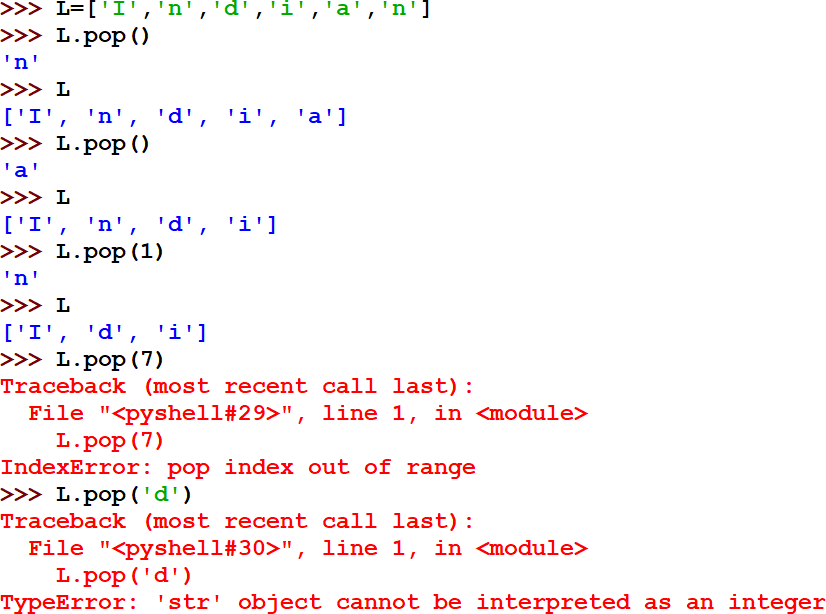 >>> L=['I','n','d','i','a','n']
>>> L.pop()
'n'
>>> L
['I', 'n', 'd', 'i', 'a']
>>> L.pop()
'a'
>>> L
['I', 'n', 'd', 'i']
>>> L.pop(1)
'n'
>>> L
['I', 'd', 'i']
>>> L.pop(7)
Traceback (most recent call last):
  File "<pyshell#29>", line 1, in <module>
    L.pop(7)
IndexError: pop index out of range
>>> L.pop('d')
Traceback (most recent call last):
  File "<pyshell#30>", line 1, in <module>
    L.pop('d')
TypeError: 'str' object cannot be interpreted as an integer